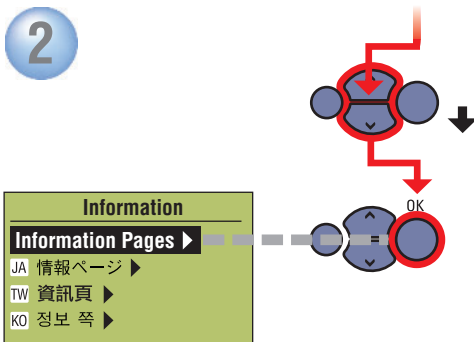 2
OK
Information
Information Pages
JA 情報ページ
TW 資訊頁
KO 정보 쪽